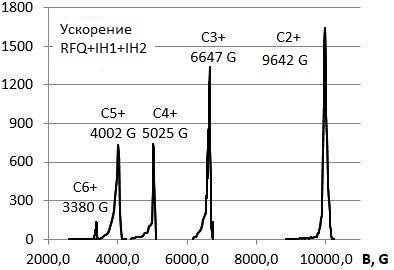 1800
1500
1200
900
600
300
0
Ускорение
RFQ+IH1+IH2
C3+
6647 G
C2+
9642 G
C5+
4002 G
C4+
5025 G
C6+
3380 G
2000,0 4000,0 6000,0 8000,0 10000,0 B, G